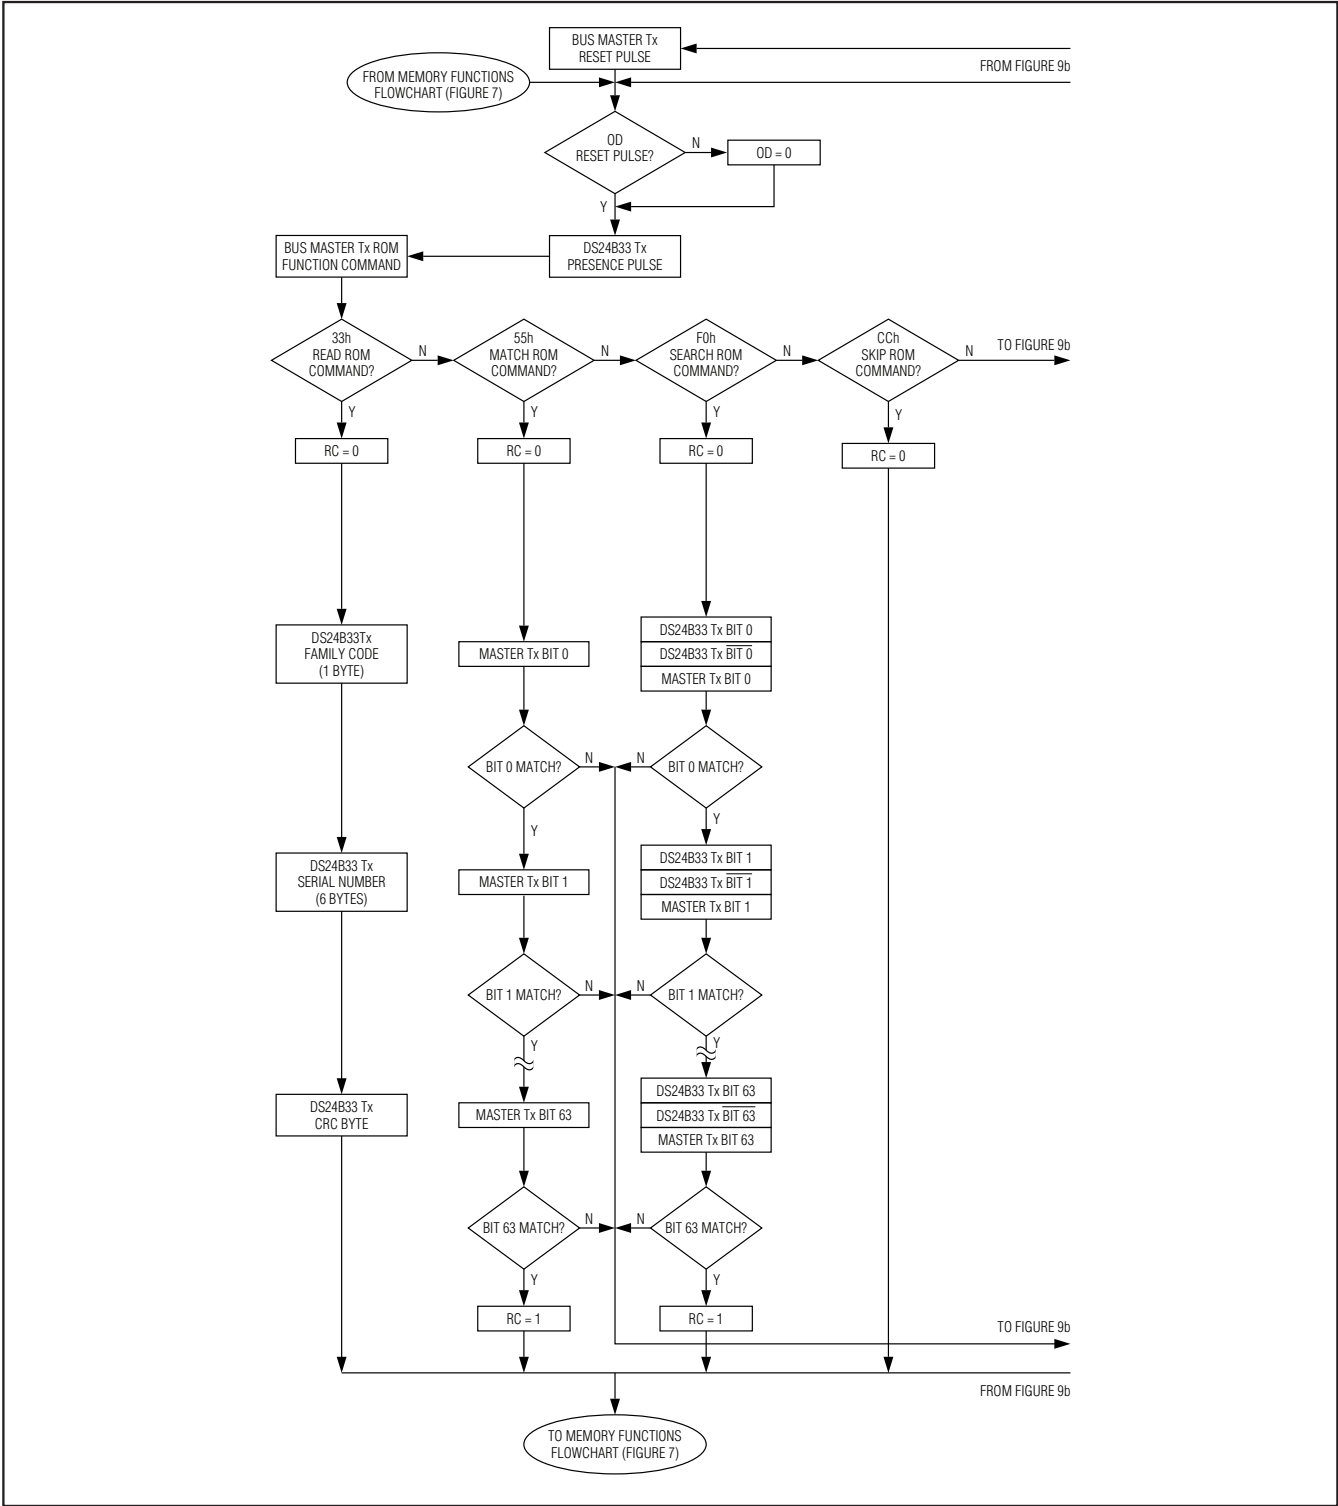 BUS MASTER Tx
RESET PULSE
FROM FIGURE 9b
FROM MEMORY FUNCTIONS
FLOWCHART (FIGURE 7)
OD
RESET PULSE?
N
OD = 0
Y
BUS MASTER Tx ROM
FUNCTION COMMAND
DS24B33 Tx
PRESENCE PULSE
33h
READ ROM
COMMAND?
N
55h
MATCH ROM
COMMAND?
N
F0h
SEARCH ROM
COMMAND?
N
CCh
SKIP ROM
COMMAND?
N
TO FIGURE 9b
Y
Y
Y
Y
RC = 0
RC = 0
RC = 0
RC = 0
DS24B33Tx
FAMILY CODE
(1 BYTE)
MASTER Tx BIT 0
DS24B33 Tx BIT 0
DS24B33 Tx B̅I̅T̅ ̅0̅
MASTER Tx BIT 0
BIT 0 MATCH?
N
N
BIT 0 MATCH?
Y
Y
DS24B33 Tx
SERIAL NUMBER
(6 BYTES)
MASTER Tx BIT 1
DS24B33 Tx BIT 1
DS24B33 Tx B̅I̅T̅ ̅1̅
MASTER Tx BIT 1
BIT 1 MATCH?
N
N
BIT 1 MATCH?
Y
Y
DS24B33 Tx
CRC BYTE
MASTER Tx BIT 63
DS24B33 Tx BIT 63
DS24B33 Tx B̅I̅T̅ ̅6̅3̅
MASTER Tx BIT 63
BIT 63 MATCH?
N
N
BIT 63 MATCH?
Y
Y
RC = 1
RC = 1
TO FIGURE 9b
FROM FIGURE 9b
TO MEMORY FUNCTIONS
FLOWCHART (FIGURE 7)